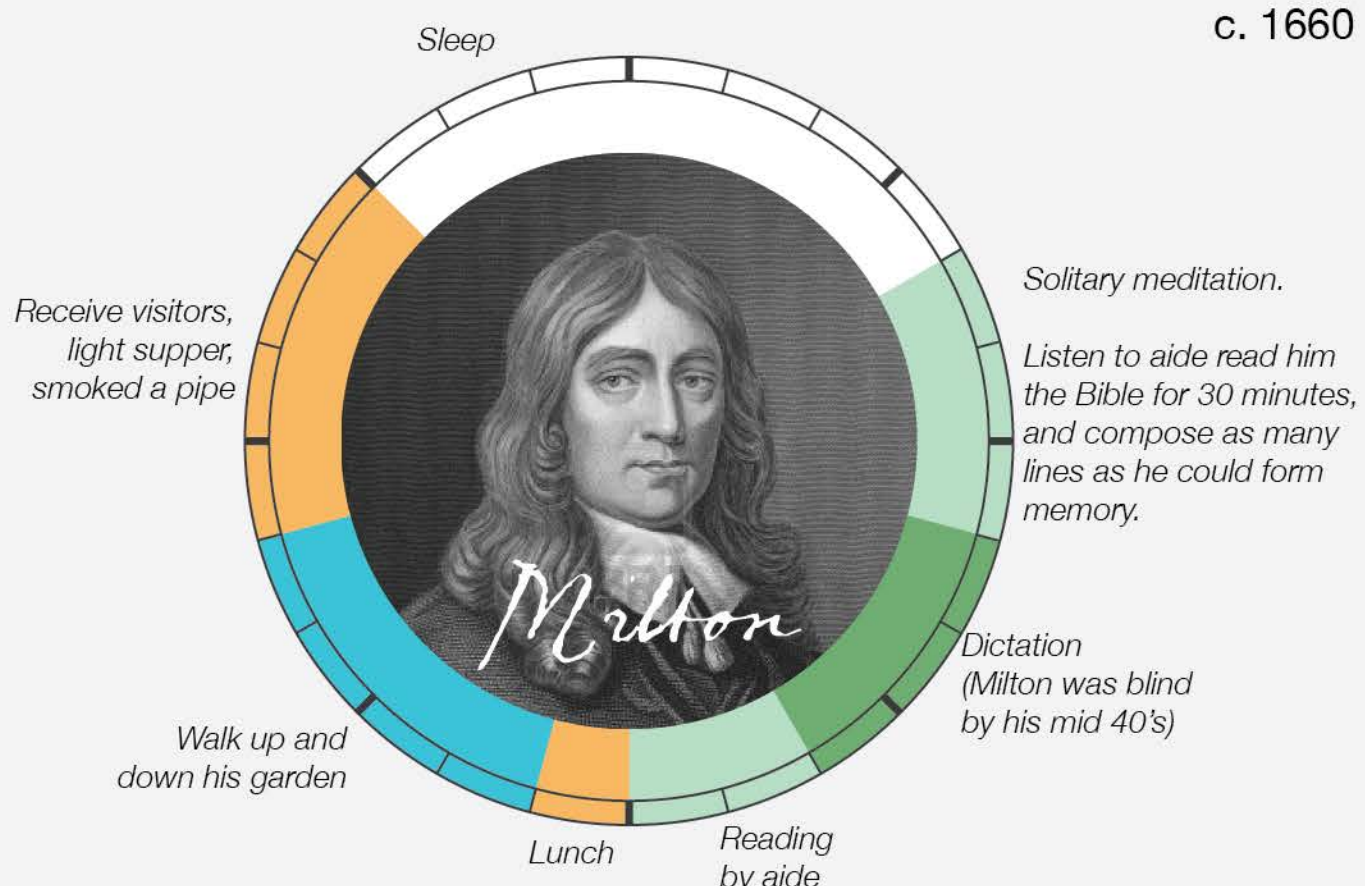 c. 1660
Sleep
Solitary meditation.
Listen to aide read him
the Bible for 30 minutes,
and compose as many
lines as he could form
memory.
Dictation
(Milton was blind
by his mid 40's)
Reading
by aide
Lunch
Walk up and
down his garden
Receive visitors,
light supper,
smoked a pipe
Milton